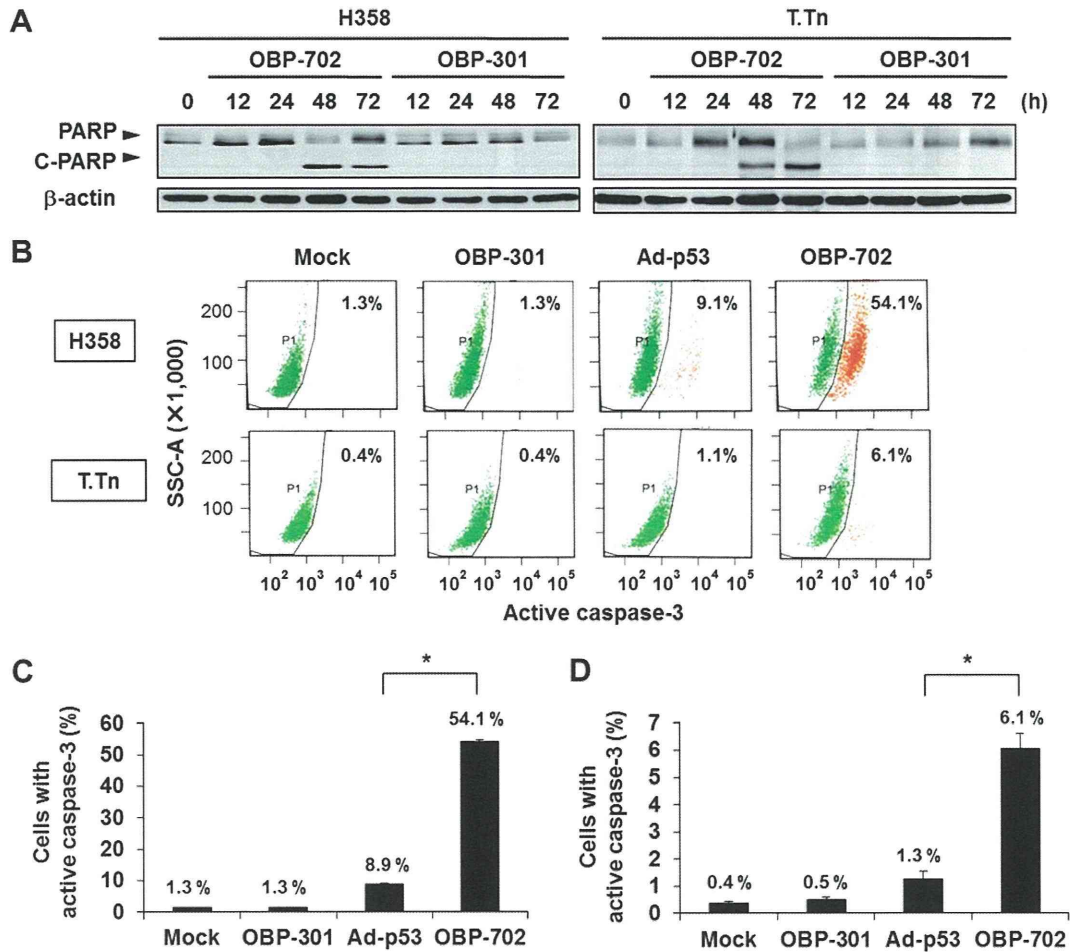 A
H358
T.Tn
OBP-702 OBP-301 OBP-702 OBP-301
0 12 24 48 72 12 24 48 72 0 12 24 48 72 12 24 48 72 (h)
PARP
C-PARP
β-actin
B
Mock OBP-301 Ad-p53 OBP-702
H358
200
100
P1 1.3%
P1 1.3%
P1 9.1%
P1 54.1%
T.Tn
200
100
P1 0.4%
P1 0.4%
P1 1.1%
P1 6.1%
SSC-A (×1,000)
10² 10³ 10⁴ 10⁵ 10² 10³ 10⁴ 10⁵ 10² 10³ 10⁴ 10⁵ 10² 10³ 10⁴ 10⁵
Active caspase-3
C
*
Cells with
active caspase-3 (%)
60
50
40
30
20
10
0
1.3 % 1.3 % 8.9 % 54.1 %
Mock OBP-301 Ad-p53 OBP-702
D
*
Cells with
active caspase-3 (%)
7
6
5
4
3
2
1
0
0.4 % 0.5 % 1.3 % 6.1 %
Mock OBP-301 Ad-p53 OBP-702